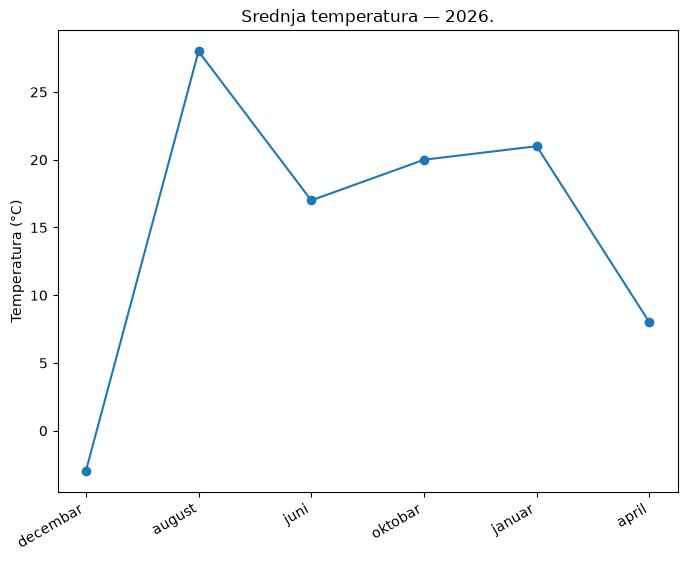 Srednja temperatura — 2026.
Temperatura (°C)
25
20
15
10
5
0
decembar
august
juni
oktobar
januar
april